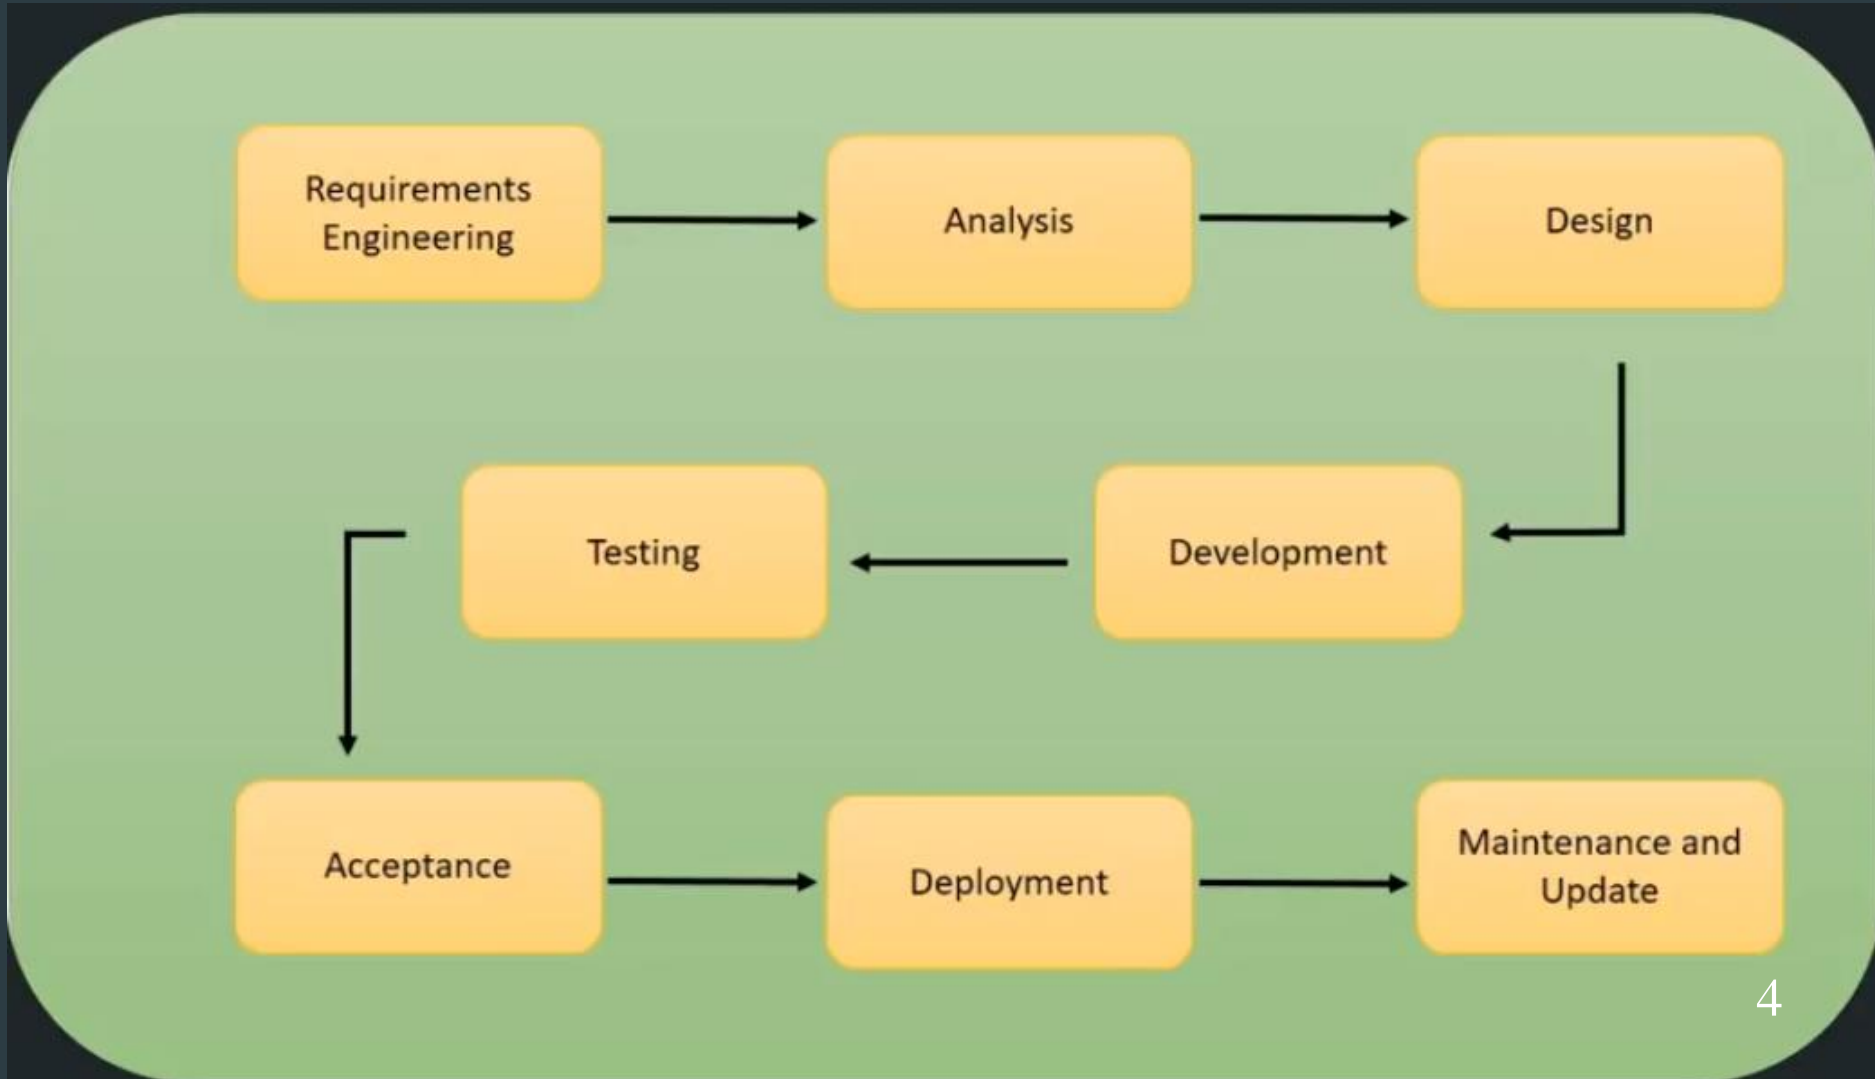 Requirements
Engineering
Analysis
Design
Development
Testing
Acceptance
Deployment
Maintenance and
Update
4